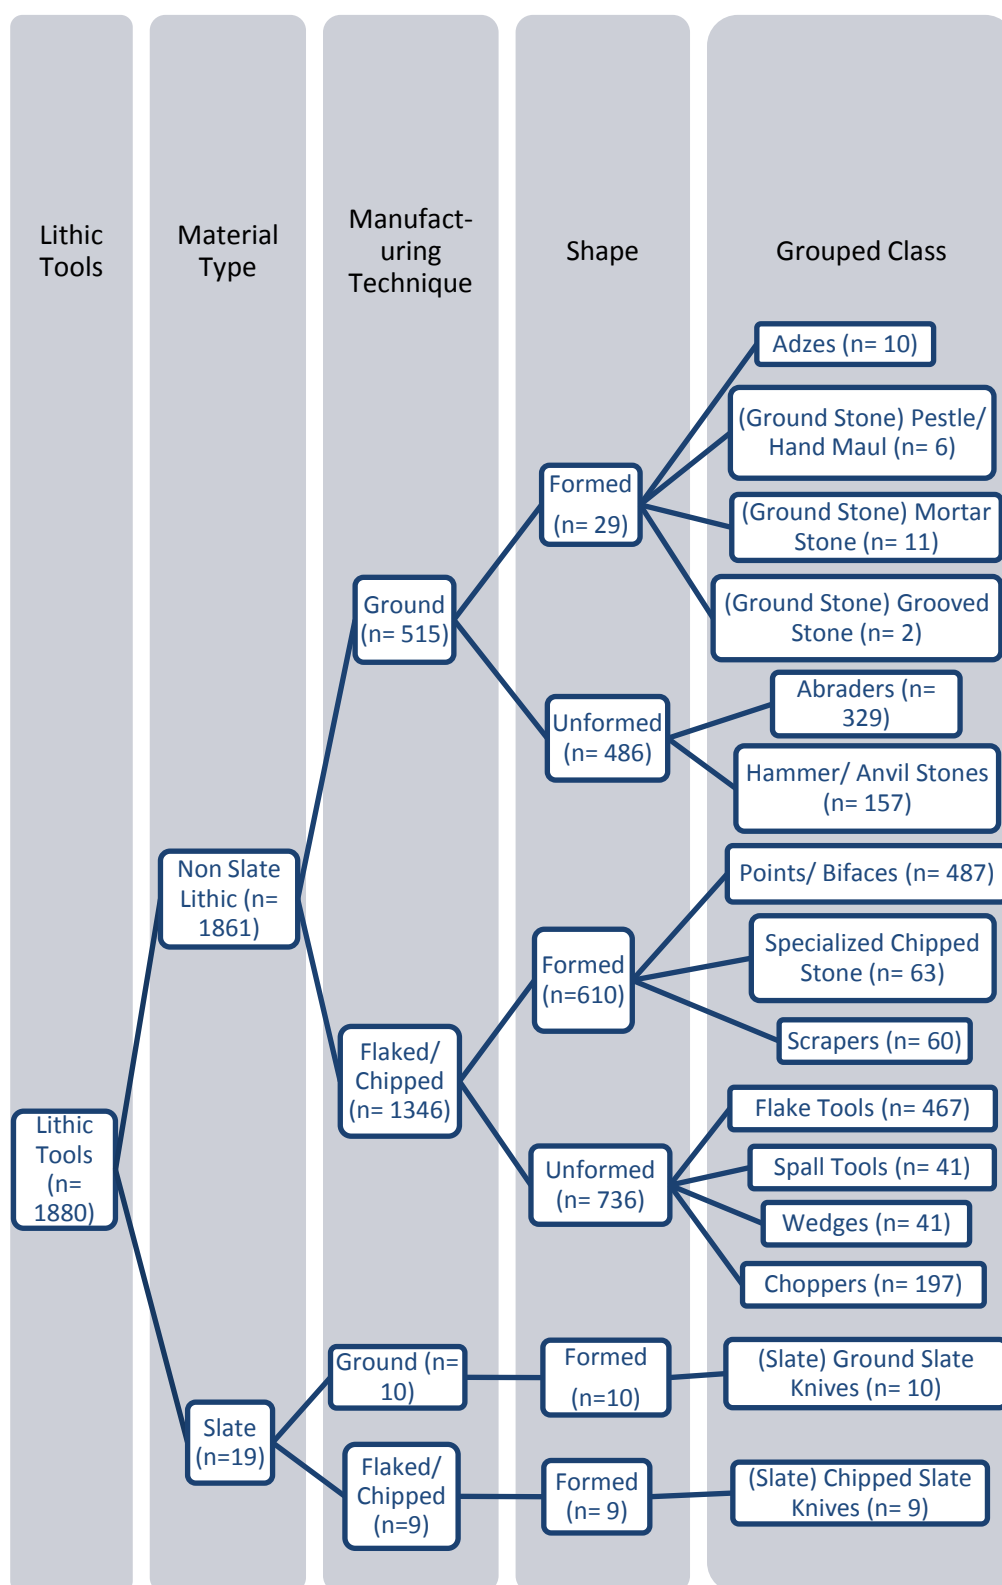 Lithic
Tools
Material
Type
Manufact-
uring
Technique
Shape
Grouped Class
Lithic
Tools
(n=
1880)
Non Slate
Lithic (n=
1861)
Slate
(n=19)
Ground
(n= 515)
Flaked/
Chipped
(n= 1346)
Ground (n=
10)
Flaked/
Chipped
(n=9)
Formed
(n= 29)
Unformed
(n= 486)
Formed
(n=610)
Unformed
(n= 736)
Formed
(n=10)
Formed
(n= 9)
Adzes (n= 10)
(Ground Stone) Pestle/
Hand Maul (n= 6)
(Ground Stone) Mortar
Stone (n= 11)
(Ground Stone) Grooved
Stone (n= 2)
Abraders (n=
329)
Hammer/ Anvil Stones
(n= 157)
Points/ Bifaces (n= 487)
Specialized Chipped
Stone (n= 63)
Scrapers (n= 60)
Flake Tools (n= 467)
Spall Tools (n= 41)
Wedges (n= 41)
Choppers (n= 197)
(Slate) Ground Slate
Knives (n= 10)
(Slate) Chipped Slate
Knives (n= 9)